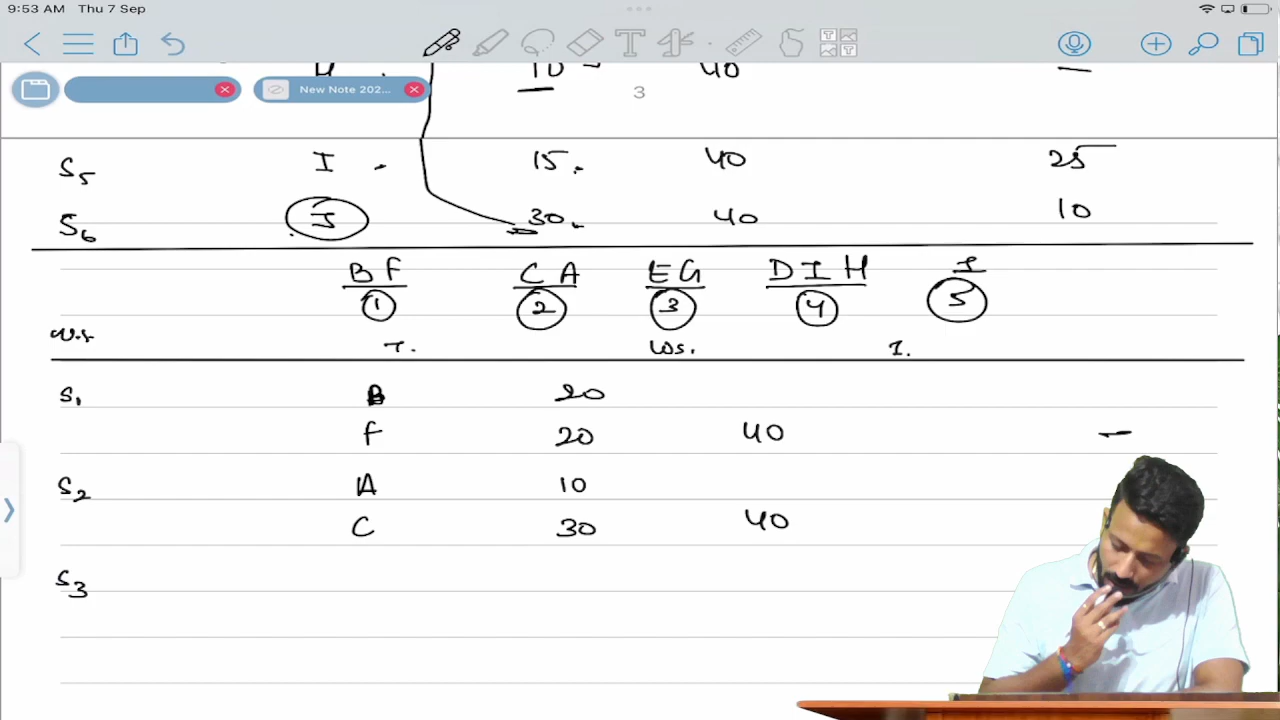 9:53 AM Thu 7 Sep
New Note 202...
3
H 10 40 —
S5 I 15 40 25
S6 J 30 40 10
BF CA EG DIH
1 2 3 4 5
W.s T. Ws. I.
S1 B 20
F 20 40 —
S2 A 10
C 30 40
S3